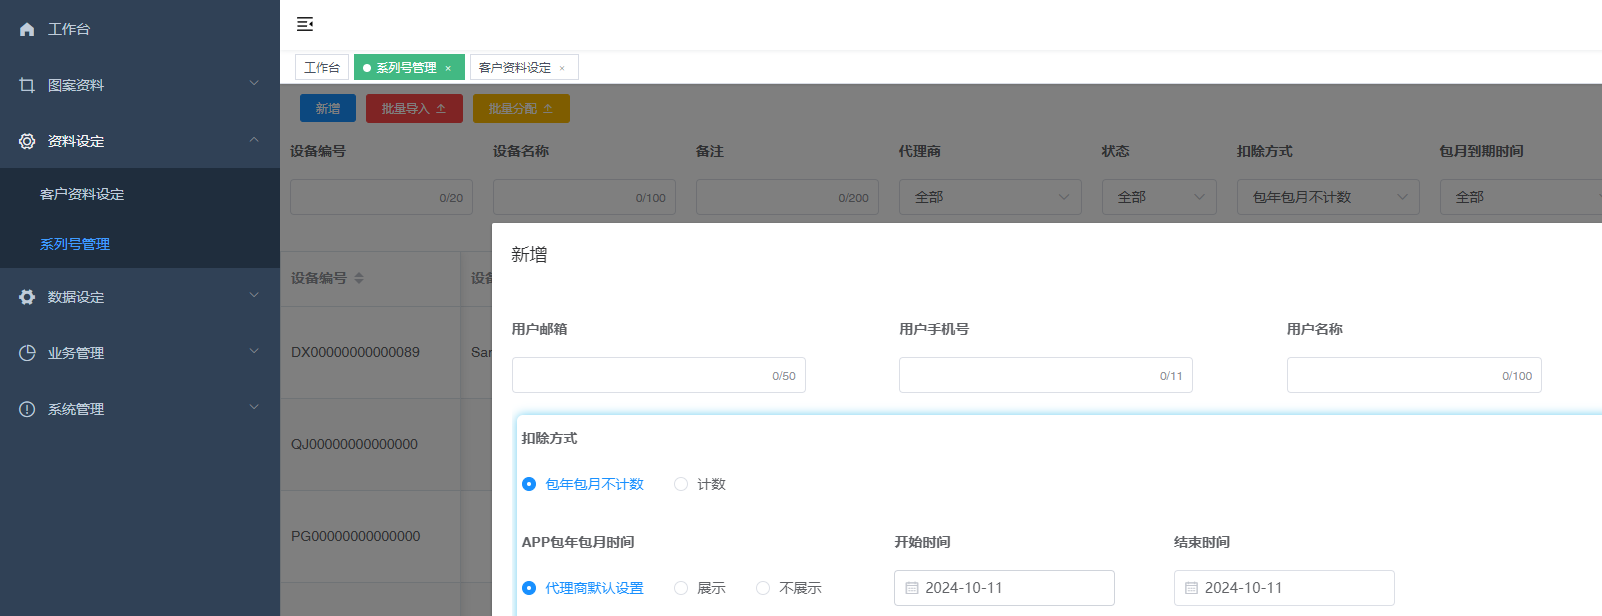 工作台
图案资料
资料设定
客户资料设定
系列号管理
数据设定
业务管理
系统管理
工作台 系列号管理 × 客户资料设定 ×
新增 批量导入 批量分配
设备编号 设备名称 备注 代理商 状态 扣除方式 包月到期时间
0/20 0/100 0/200 全部 全部 包年包月不计数 全部
设备编号 设备
DX00000000000089 Sar
QJ00000000000000
PG00000000000000
新增
用户邮箱 用户手机号 用户名称
0/50 0/11 0/100
扣除方式
包年包月不计数 计数
APP包年包月时间 开始时间 结束时间
代理商默认设置 展示 不展示 2024-10-11 2024-10-11